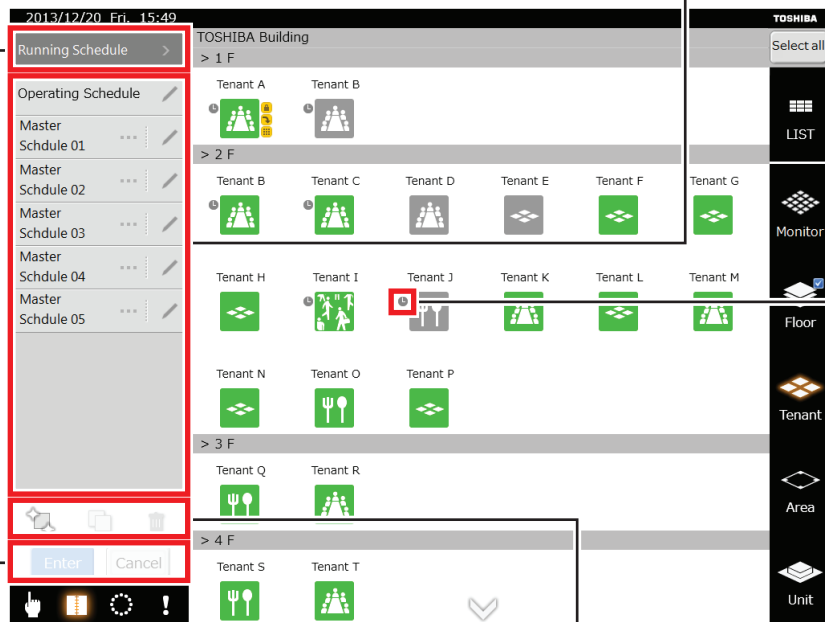 2013/12/20 Fri. 15:49
TOSHIBA
Running Schedule >
TOSHIBA Building
Select all
> 1 F
Operating Schedule
Tenant A Tenant B
Master
Schdule 01
LIST
> 2 F
Master
Schdule 02
Tenant B Tenant C Tenant D Tenant E Tenant F Tenant G
Master
Schdule 03
Monitor
Master
Schdule 04
Tenant H Tenant I Tenant J Tenant K Tenant L Tenant M
Master
Schdule 05
Floor
Tenant N Tenant O Tenant P
Tenant
> 3 F
Tenant Q Tenant R
Area
> 4 F
Enter Cancel
Tenant S Tenant T
Unit